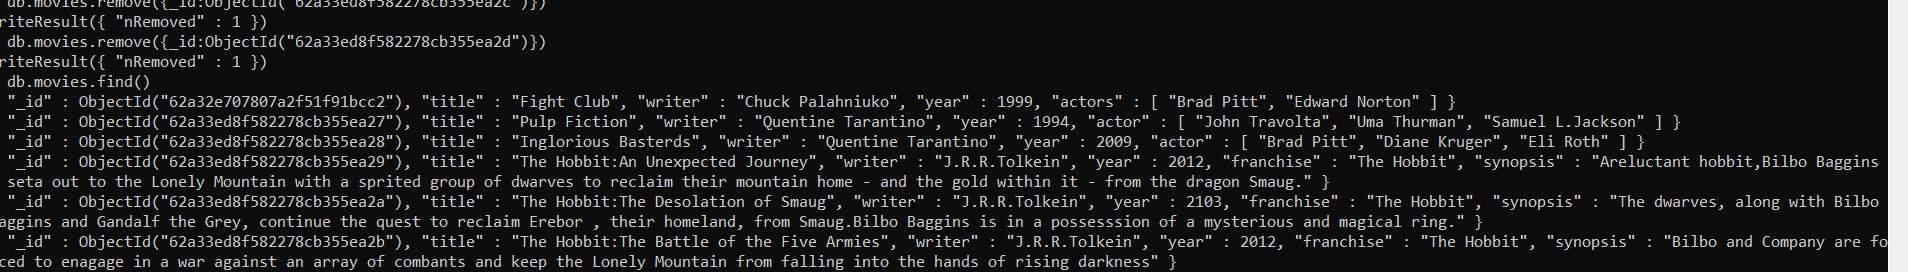 db.movies.remove({_id:ObjectId("62a33ed8f582278cb355ea2c")})
riteResult({ "nRemoved" : 1 })
db.movies.remove({_id:ObjectId("62a33ed8f582278cb355ea2d")})
riteResult({ "nRemoved" : 1 })
db.movies.find()
"_id" : ObjectId("62a32e707807a2f51f91bcc2"), "title" : "Fight Club", "writer" : "Chuck Palahniuko", "year" : 1999, "actors" : [ "Brad Pitt", "Edward Norton" ] }
"_id" : ObjectId("62a33ed8f582278cb355ea27"), "title" : "Pulp Fiction", "writer" : "Quentine Tarantino", "year" : 1994, "actor" : [ "John Travolta", "Uma Thurman", "Samuel L.Jackson" ] }
"_id" : ObjectId("62a33ed8f582278cb355ea28"), "title" : "Inglorious Basterds", "writer" : "Quentine Tarantino", "year" : 2009, "actor" : [ "Brad Pitt", "Diane Kruger", "Eli Roth" ] }
"_id" : ObjectId("62a33ed8f582278cb355ea29"), "title" : "The Hobbit:An Unexpected Journey", "writer" : "J.R.R.Tolkein", "year" : 2012, "franchise" : "The Hobbit", "synopsis" : "Areluctant hobbit,Bilbo Baggins
seta out to the Lonely Mountain with a sprited group of dwarves to reclaim their mountain home - and the gold within it - from the dragon Smaug." }
"_id" : ObjectId("62a33ed8f582278cb355ea2a"), "title" : "The Hobbit:The Desolation of Smaug", "writer" : "J.R.R.Tolkein", "year" : 2103, "franchise" : "The Hobbit", "synopsis" : "The dwarves, along with Bilbo
aggins and Gandalf the Grey, continue the quest to reclaim Erebor , their homeland, from Smaug.Bilbo Baggins is in a possesssion of a mysterious and magical ring." }
"_id" : ObjectId("62a33ed8f582278cb355ea2b"), "title" : "The Hobbit:The Battle of the Five Armies", "writer" : "J.R.R.Tolkein", "year" : 2012, "franchise" : "The Hobbit", "synopsis" : "Bilbo and Company are fo
ced to enagage in a war against an array of combants and keep the Lonely Mountain from falling into the hands of rising darkness" }